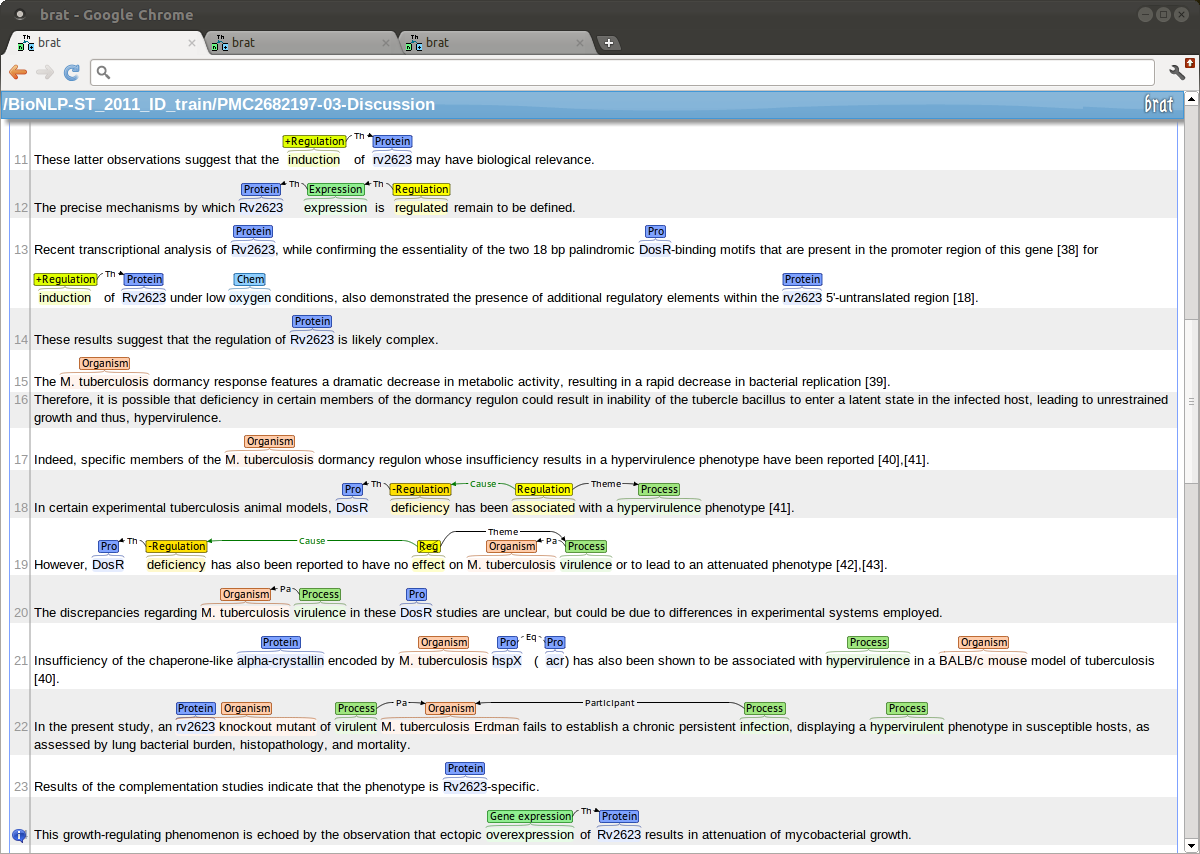 brat - Google Chrome
brat brat brat
/BioNLP-ST_2011_ID_train/PMC2682197-03-Discussion brat
+Regulation Th Protein
11 These latter observations suggest that the induction of rv2623 may have biological relevance.
Protein Th Expression Th Regulation
12 The precise mechanisms by which Rv2623 expression is regulated remain to be defined.
Protein Pro
13 Recent transcriptional analysis of Rv2623, while confirming the essentiality of the two 18 bp palindromic DosR-binding motifs that are present in the promoter region of this gene [38] for
+Regulation Th Protein Chem Protein
induction of Rv2623 under low oxygen conditions, also demonstrated the presence of additional regulatory elements within the rv2623 5'-untranslated region [18].
Protein
14 These results suggest that the regulation of Rv2623 is likely complex.
Organism
15 The M. tuberculosis dormancy response features a dramatic decrease in metabolic activity, resulting in a rapid decrease in bacterial replication [39].
16 Therefore, it is possible that deficiency in certain members of the dormancy regulon could result in inability of the tubercle bacillus to enter a latent state in the infected host, leading to unrestrained
growth and thus, hypervirulence.
Organism
17 Indeed, specific members of the M. tuberculosis dormancy regulon whose insufficiency results in a hypervirulence phenotype have been reported [40],[41].
Pro Th -Regulation Cause Regulation Theme Process
18 In certain experimental tuberculosis animal models, DosR deficiency has been associated with a hypervirulence phenotype [41].
Theme
Pro Th -Regulation Cause Reg Organism Pa Process
19 However, DosR deficiency has also been reported to have no effect on M. tuberculosis virulence or to lead to an attenuated phenotype [42],[43].
Organism Pa Process Pro
20 The discrepancies regarding M. tuberculosis virulence in these DosR studies are unclear, but could be due to differences in experimental systems employed.
Protein Organism Pro Eq Pro Process Organism
21 Insufficiency of the chaperone-like alpha-crystallin encoded by M. tuberculosis hspX ( acr) has also been shown to be associated with hypervirulence in a BALB/c mouse model of tuberculosis
[40].
Protein Organism Process Pa Organism Participant Process Process
22 In the present study, an rv2623 knockout mutant of virulent M. tuberculosis Erdman fails to establish a chronic persistent infection, displaying a hypervirulent phenotype in susceptible hosts, as
assessed by lung bacterial burden, histopathology, and mortality.
Protein
23 Results of the complementation studies indicate that the phenotype is Rv2623-specific.
Gene expression Th Protein
This growth-regulating phenomenon is echoed by the observation that ectopic overexpression of Rv2623 results in attenuation of mycobacterial growth.